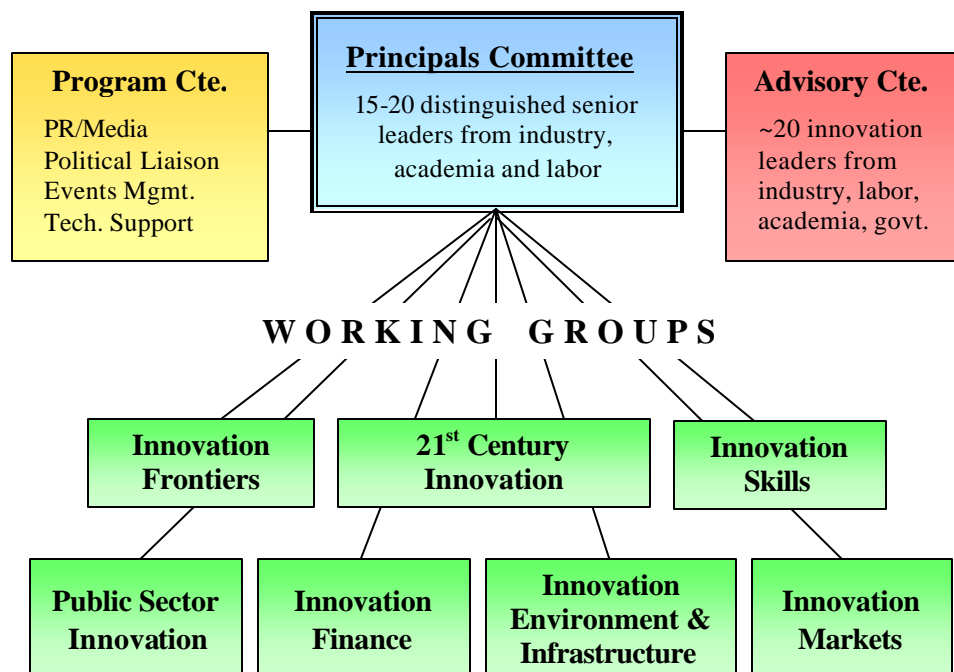 Program Cte.
PR/Media
Political Liaison
Events Mgmt.
Tech. Support
Principals Committee
15-20 distinguished senior
leaders from industry,
academia and labor
Advisory Cte.
~20 innovation
leaders from
industry, labor,
academia, govt.
WORKING GROUPS
Innovation
Frontiers
21st Century
Innovation
Innovation
Skills
Public Sector
Innovation
Innovation
Finance
Innovation
Environment &
Infrastructure
Innovation
Markets